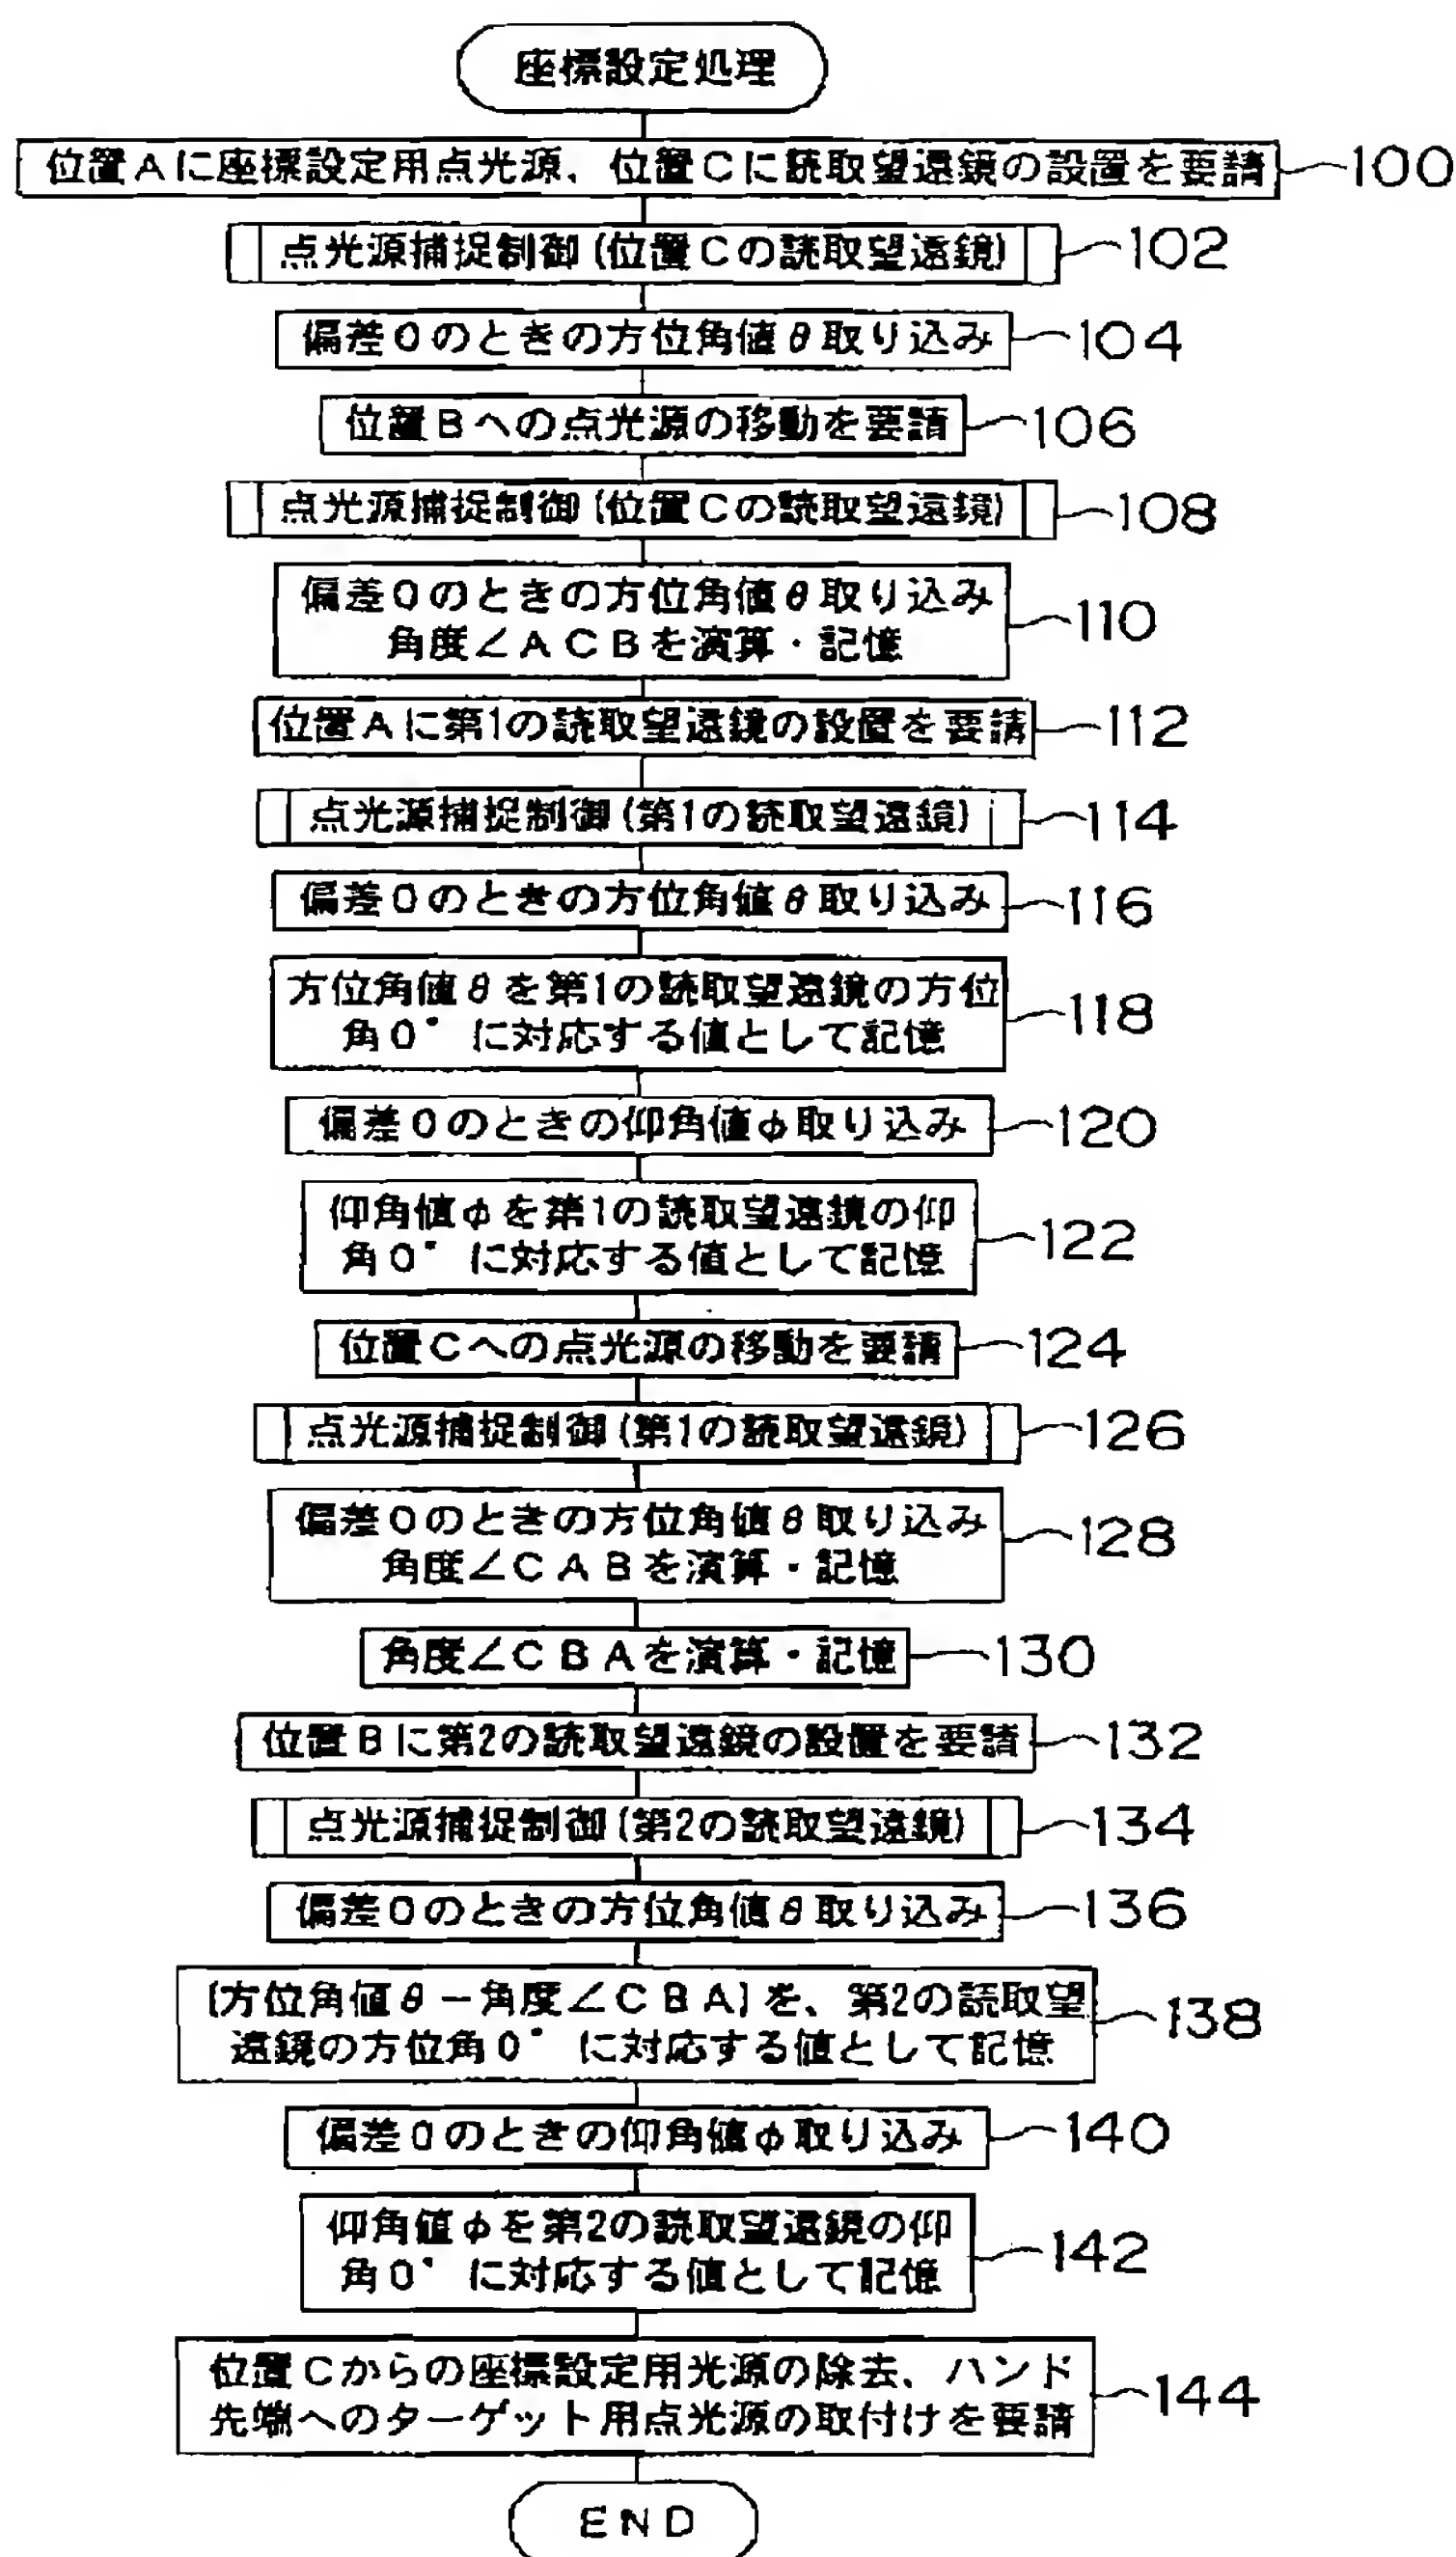 座標設定処理
位置Aに座標設定用点光源、位置Cに読取望遠鏡の設置を要請
100
点光源捕捉制御(位置Cの読取望遠鏡)
102
偏差0のときの方位角値θ取り込み
104
位置Bへの点光源の移動を要請
106
点光源捕捉制御(位置Cの読取望遠鏡)
108
偏差0のときの方位角値θ取り込み
角度∠ACBを演算・記憶
110
位置Aに第1の読取望遠鏡の設置を要請
112
点光源捕捉制御(第1の読取望遠鏡)
114
偏差0のときの方位角値θ取り込み
116
方位角値θを第1の読取望遠鏡の方位
角0°に対応する値として記憶
118
偏差0のときの仰角値φ取り込み
120
仰角値φを第1の読取望遠鏡の仰
角0°に対応する値として記憶
122
位置Cへの点光源の移動を要請
124
点光源捕捉制御(第1の読取望遠鏡)
126
偏差0のときの方位角値θ取り込み
角度∠CABを演算・記憶
128
角度∠CBAを演算・記憶
130
位置Bに第2の読取望遠鏡の設置を要請
132
点光源捕捉制御(第2の読取望遠鏡)
134
偏差0のときの方位角値θ取り込み
136
[方位角値θ−角度∠CBA]を、第2の読取望
遠鏡の方位角0°に対応する値として記憶
138
偏差0のときの仰角値φ取り込み
140
仰角値φを第2の読取望遠鏡の仰
角0°に対応する値として記憶
142
位置Cからの座標設定用光源の除去、ハンド
先端へのターゲット用点光源の取付けを要請
144
END